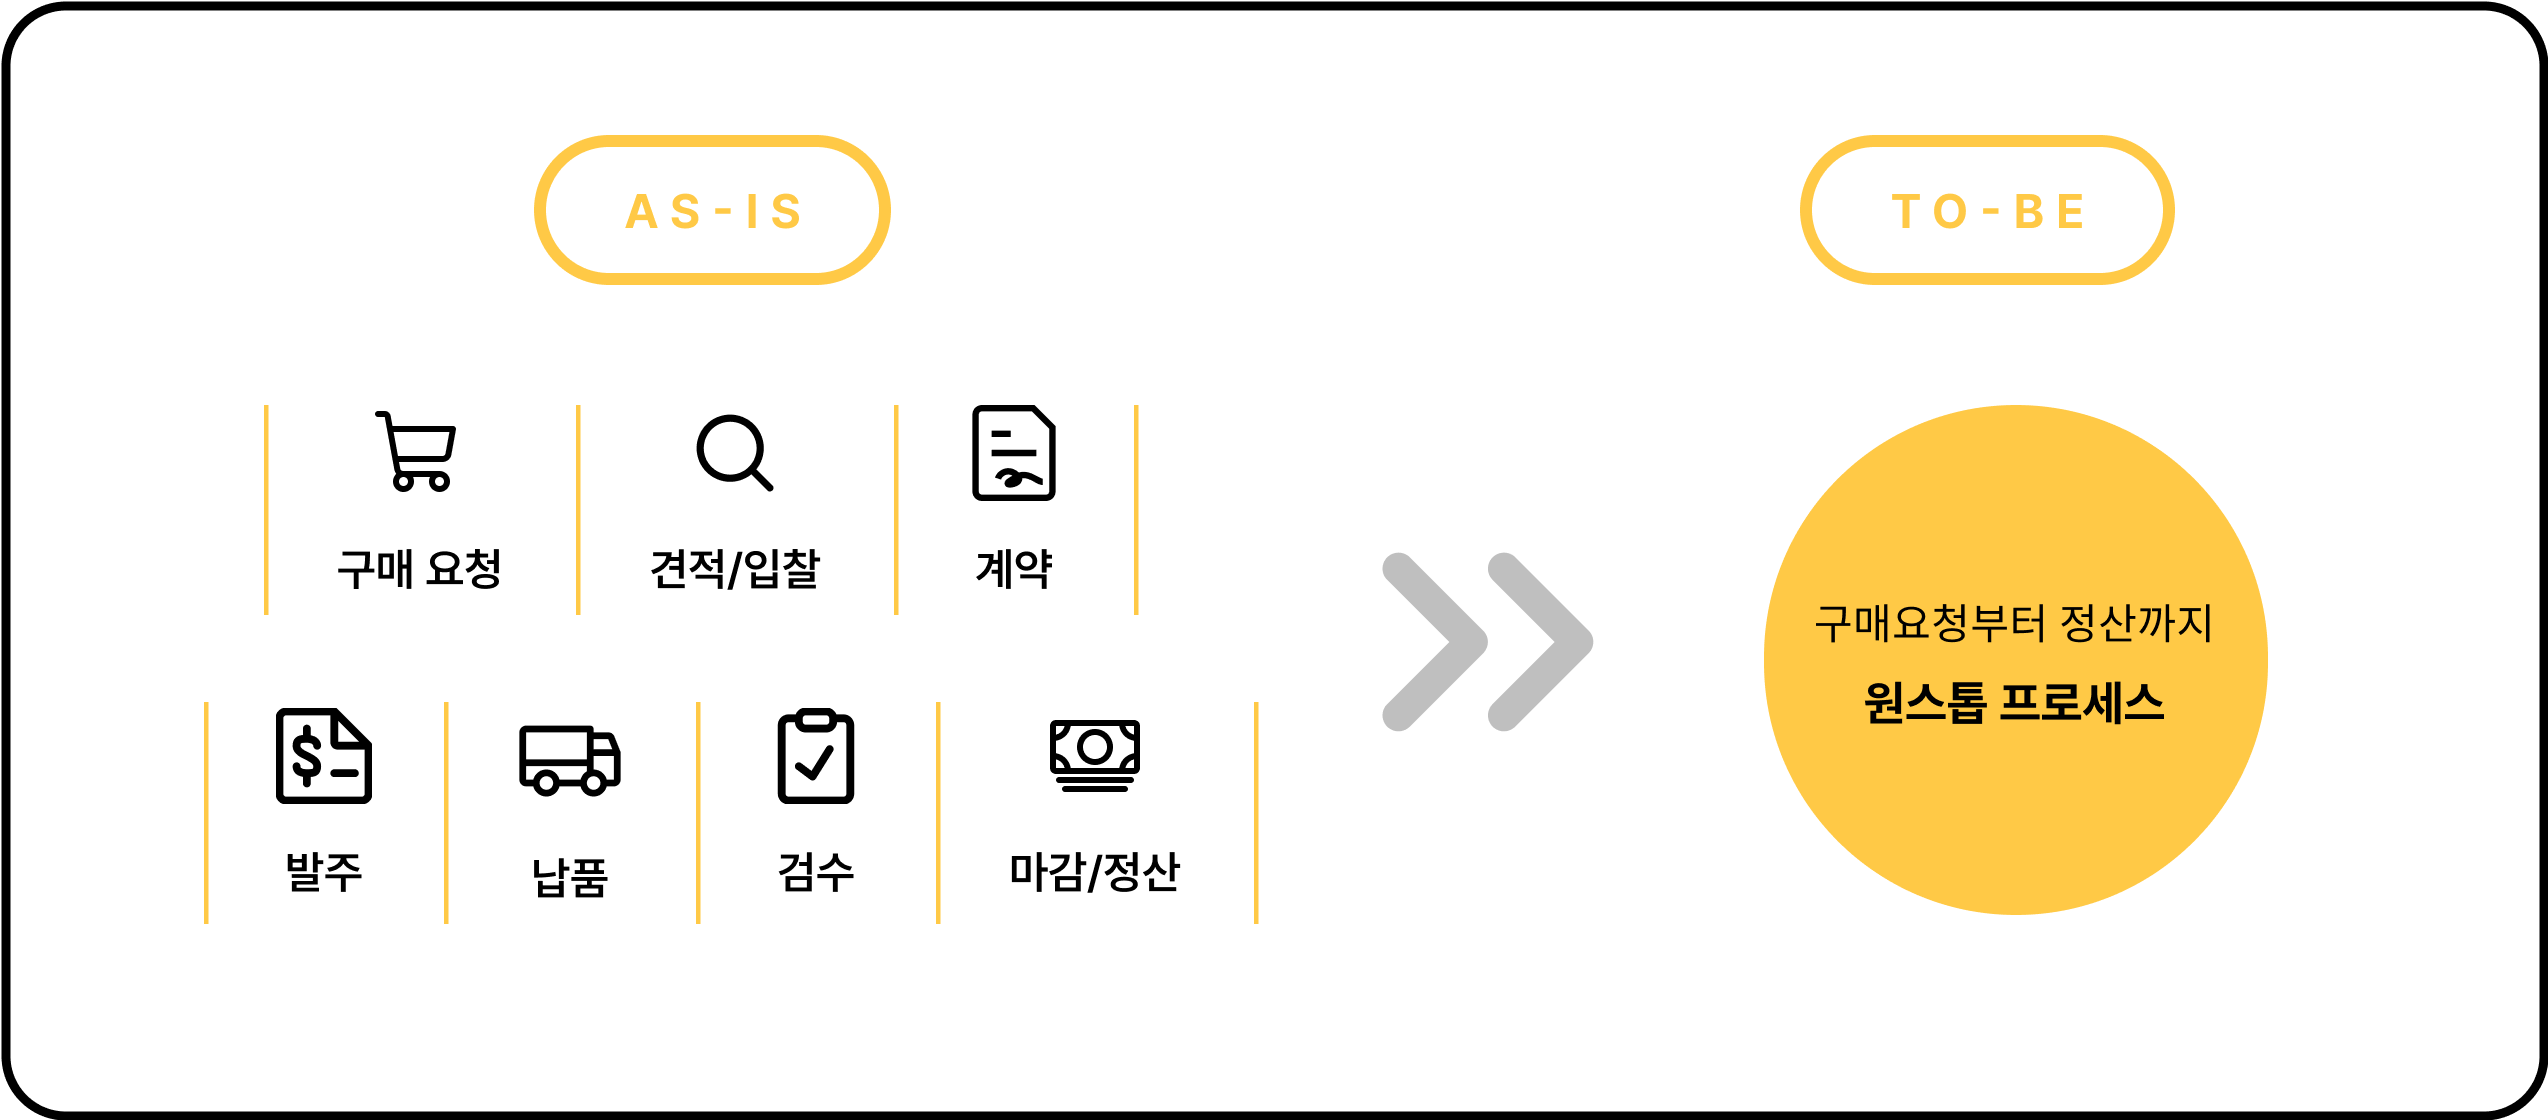 AS-IS
TO-BE
구매 요청
견적/입찰
계약
발주
납품
검수
마감/정산
구매요청부터 정산까지
원스톱 프로세스